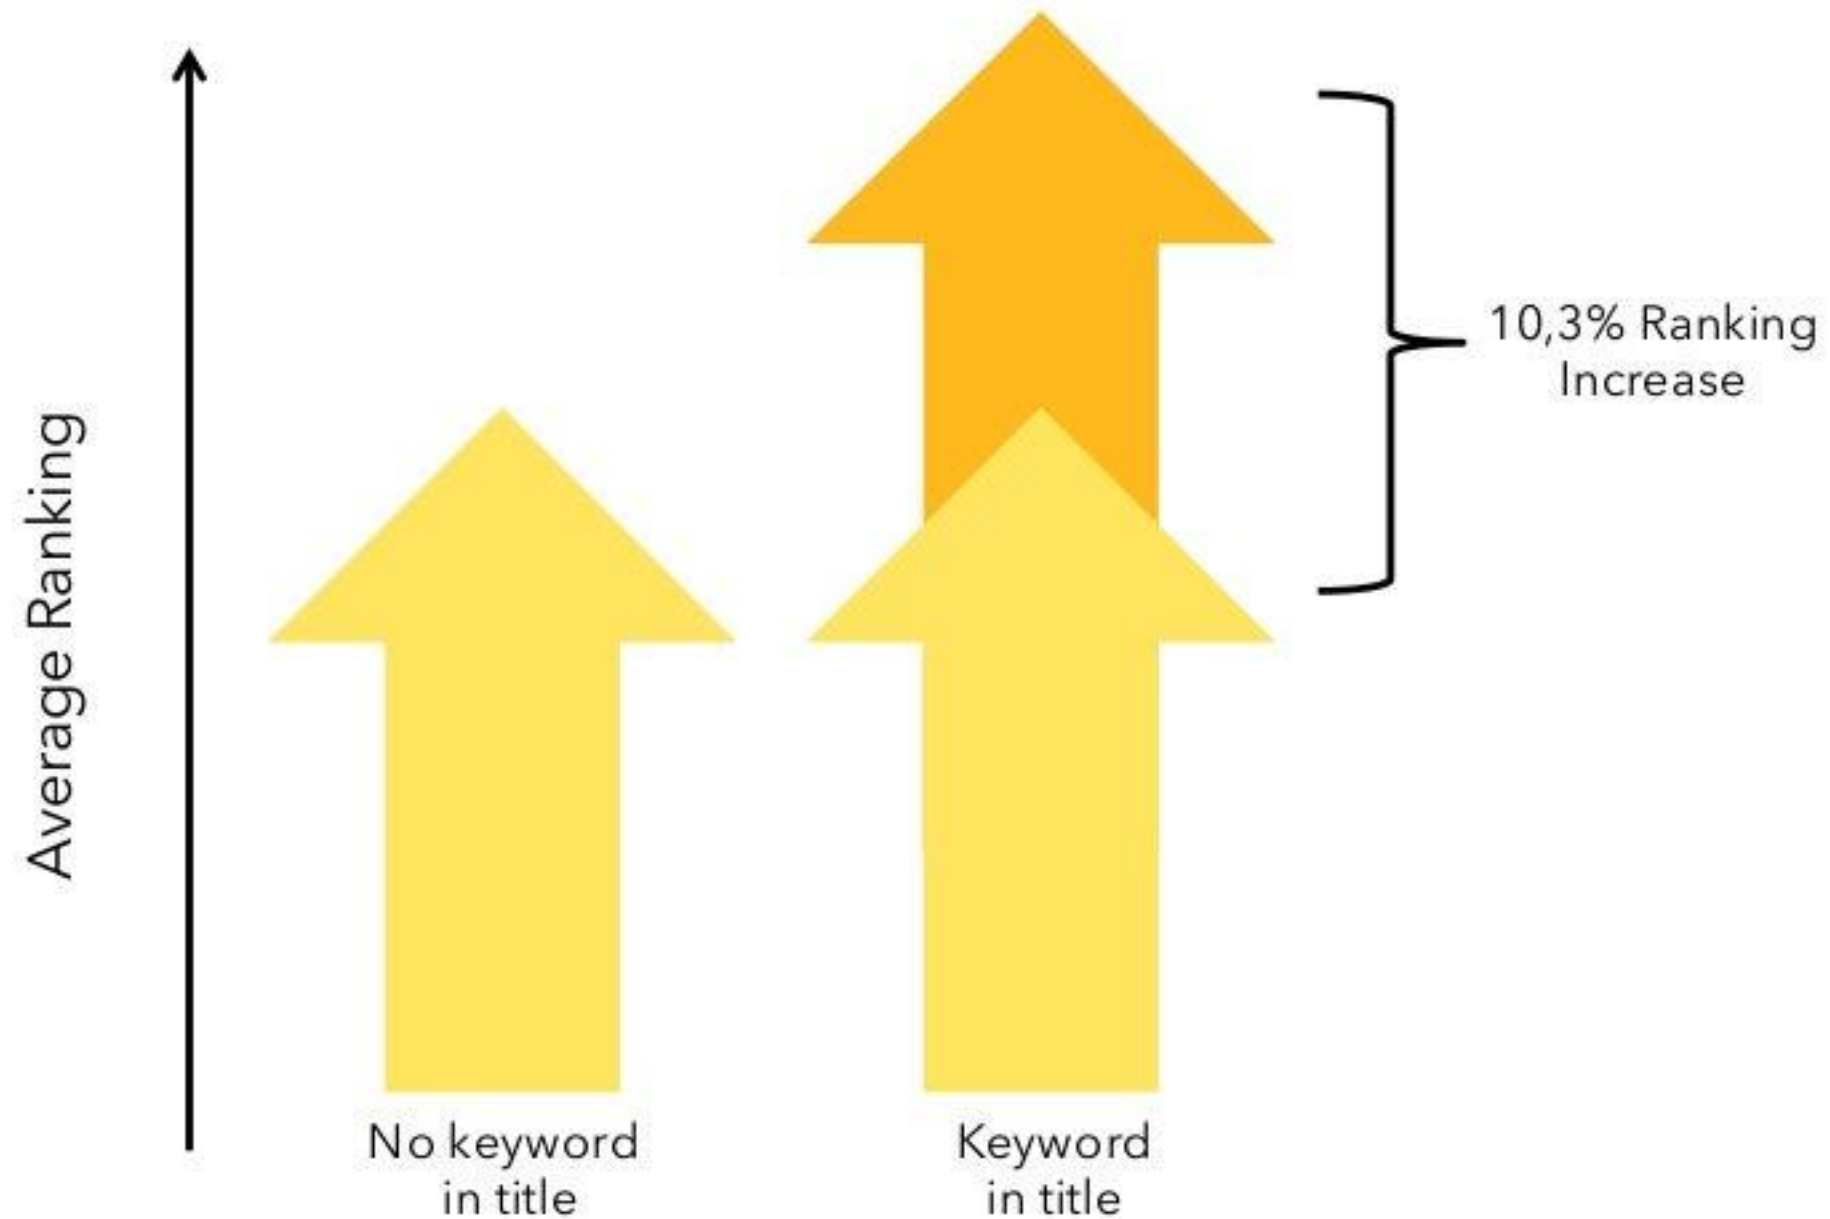 Average Ranking
10,3% Ranking
Increase
No keyword
in title
Keyword
in title